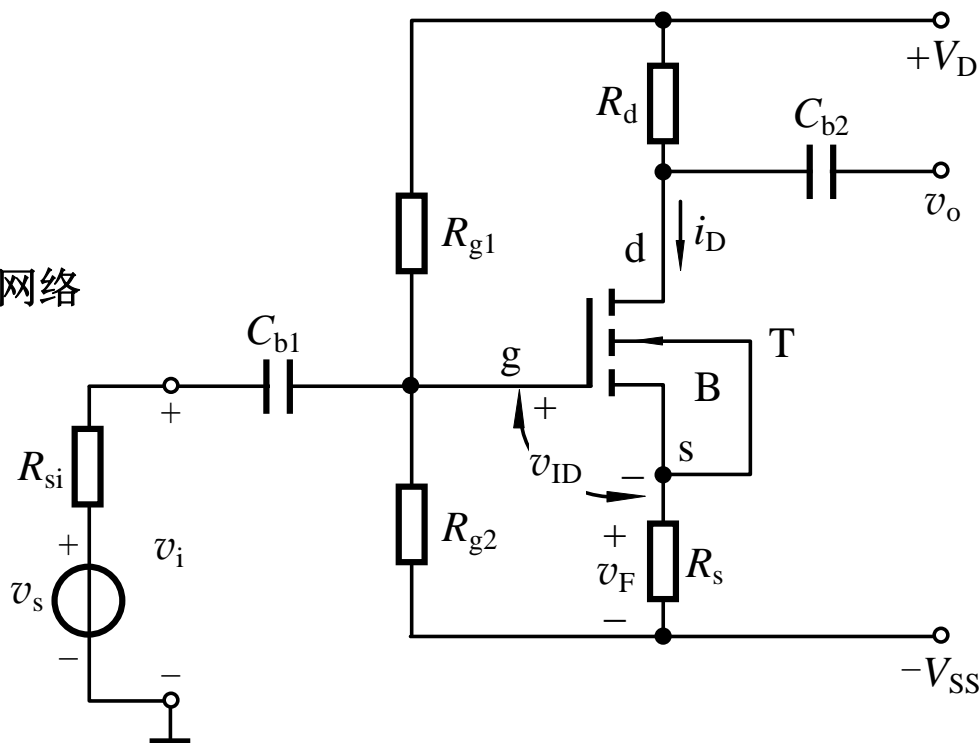 +V_D
R_d
C_b2
v_o
i_D
d
R_g1
网络
C_b1
g
T
B
+
+
s
R_si
v_ID
−
+
v_i
R_g2
+
v_F
R_s
v_s
−
−
−
−V_SS